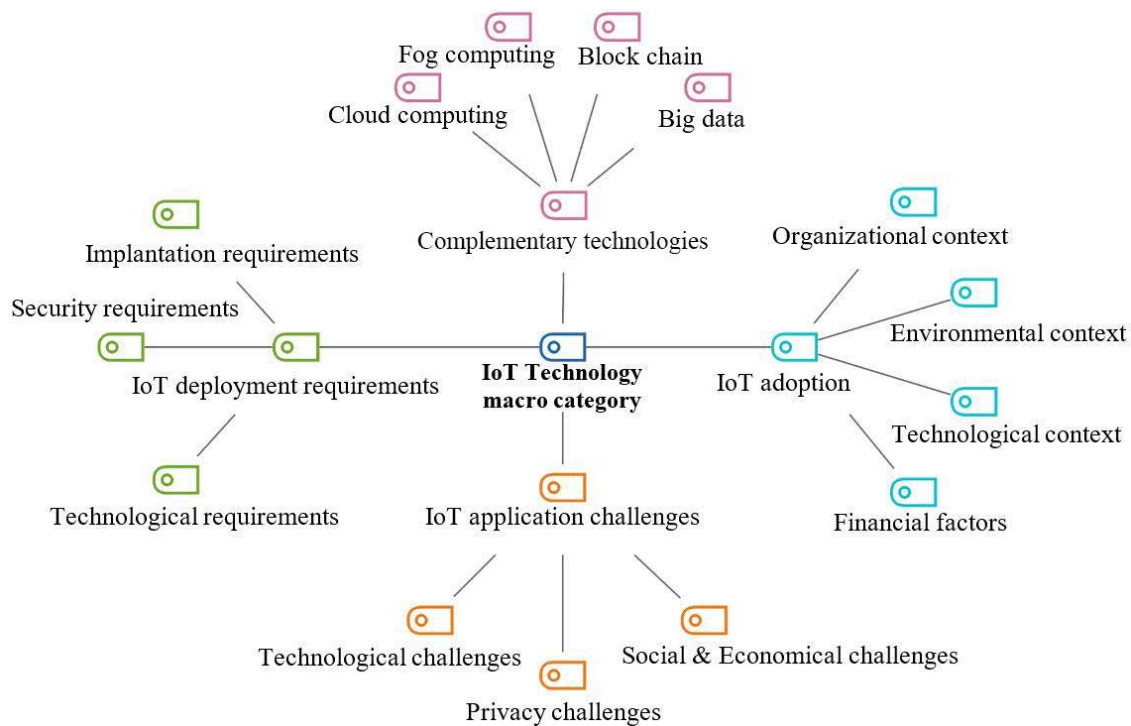 Fog computing
Block chain
Cloud computing
Big data
Complementary technologies
Organizational context
Implantation requirements
Security requirements
Environmental context
IoT deployment requirements
IoT Technology
macro category
IoT adoption
Technological context
Technological requirements
IoT application challenges
Financial factors
Technological challenges
Social & Economical challenges
Privacy challenges